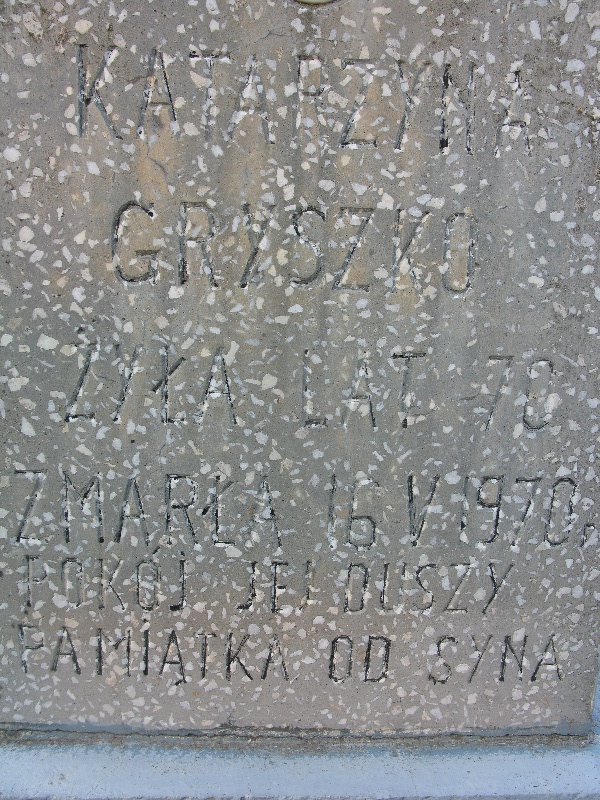 KATARZYNA
GRYSZKO
ŻYŁA LAT 70
ZMARŁA 16 V 1970,
POKÓJ JEJ DUSZY
PAMIĄTKA OD SYNA